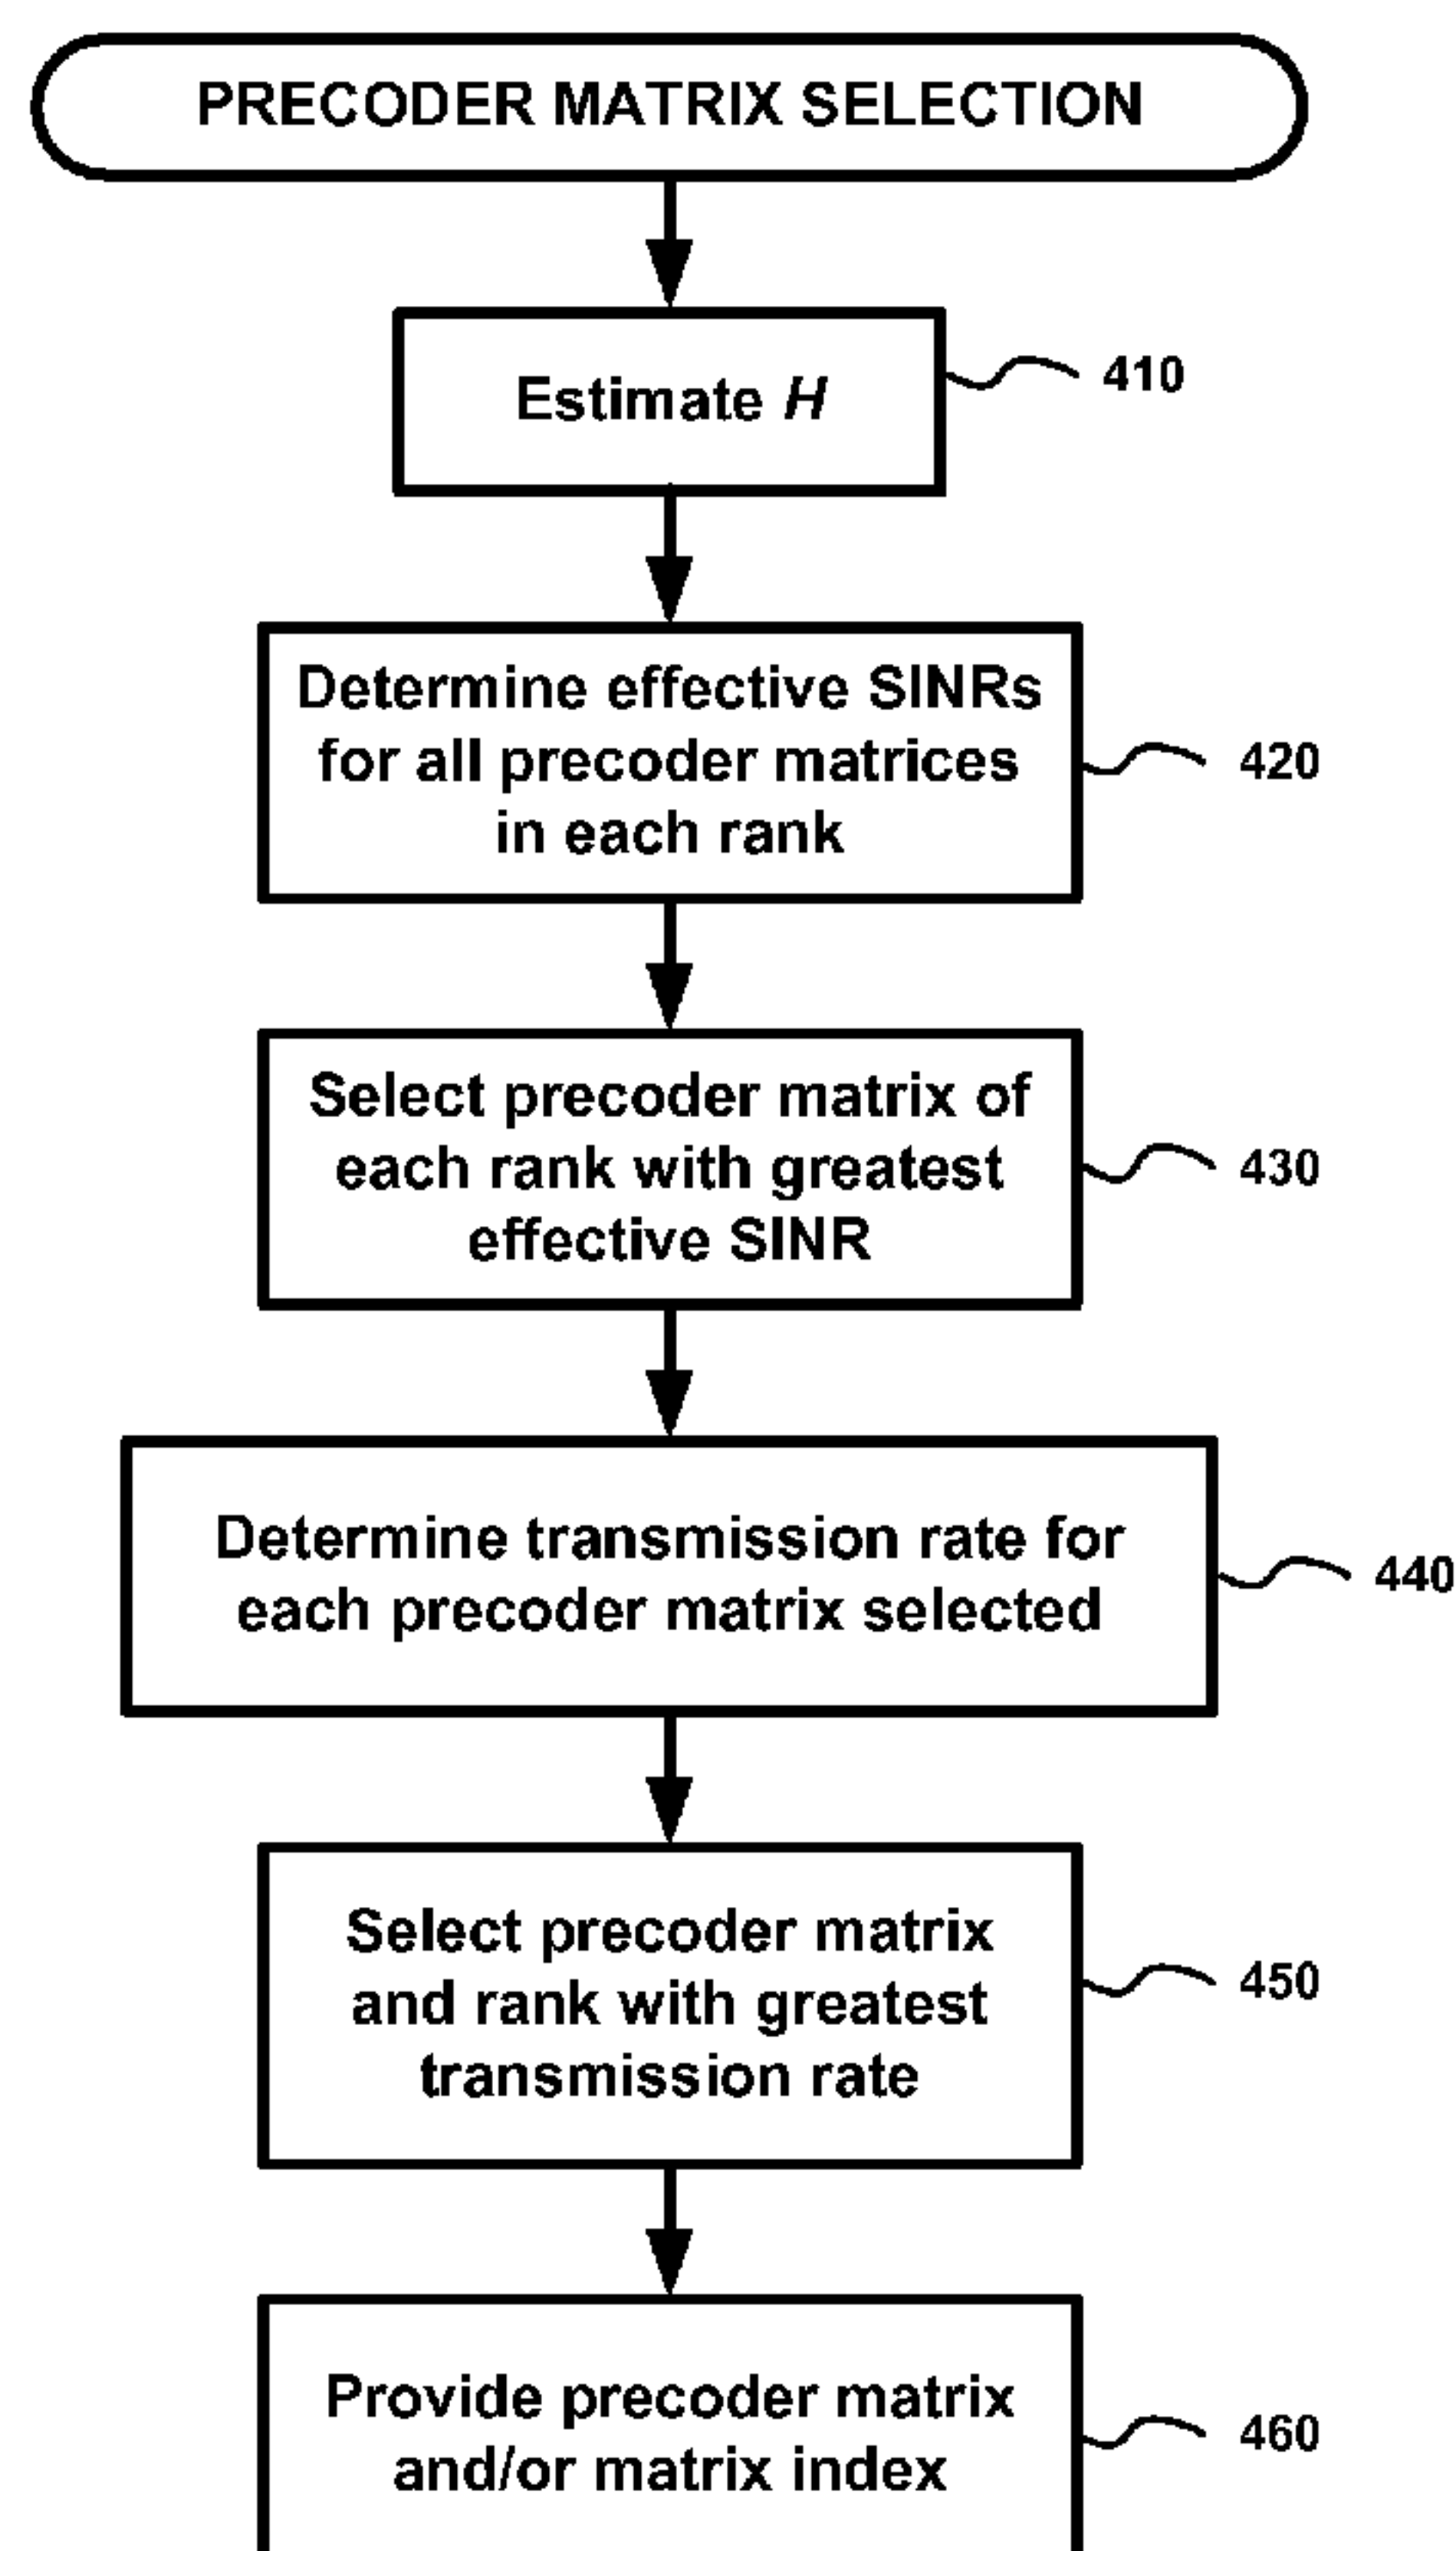 PRECODER MATRIX SELECTION
Estimate H
410
Determine effective SINRs
for all precoder matrices
in each rank
420
Select precoder matrix of
each rank with greatest
effective SINR
430
Determine transmission rate for
each precoder matrix selected
440
Select precoder matrix
and rank with greatest
transmission rate
450
Provide precoder matrix
and/or matrix index
460